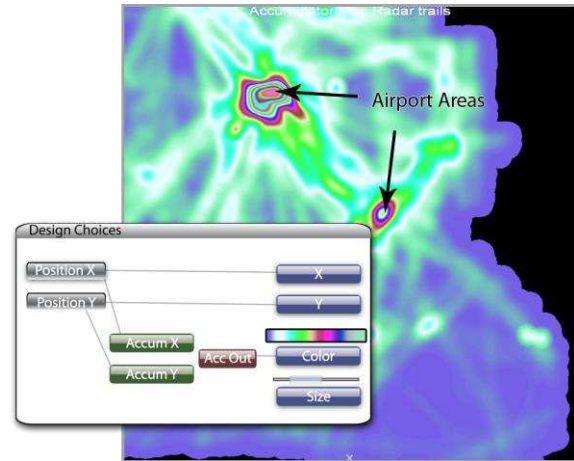 Radar trails
Airport Areas
Design Choices
Position X
X
Position Y
Y
Accum X
Acc Out
Color
Accum Y
Size
X